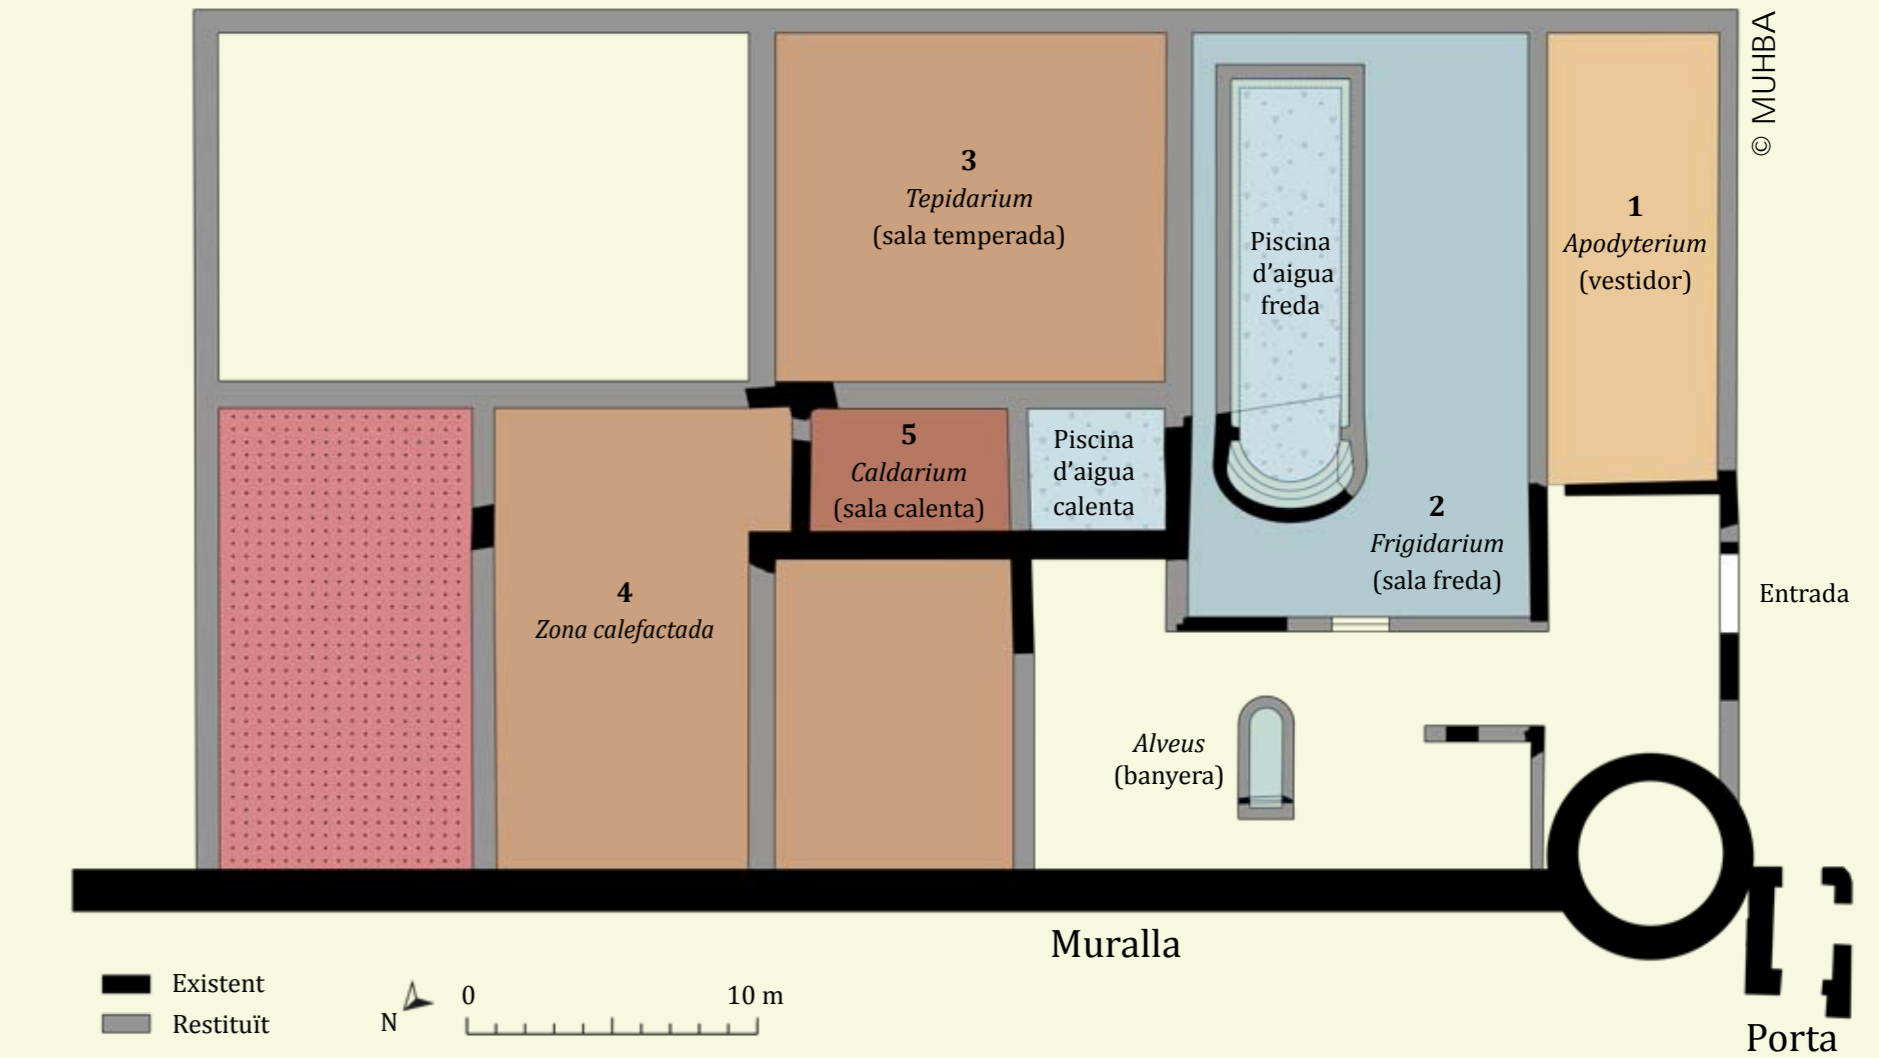 © MUHBA
3
Tepidarium
(sala temperada)
Piscina
d’aigua
freda
1
Apodyterium
(vestidor)
5
Caldarium
(sala calenta)
Piscina
d’aigua
calenta
2
Frigidarium
(sala freda)
4
Zona calefactada
Entrada
Alveus
(banyera)
Muralla
Existent
Restituït
N
0 10 m
Porta